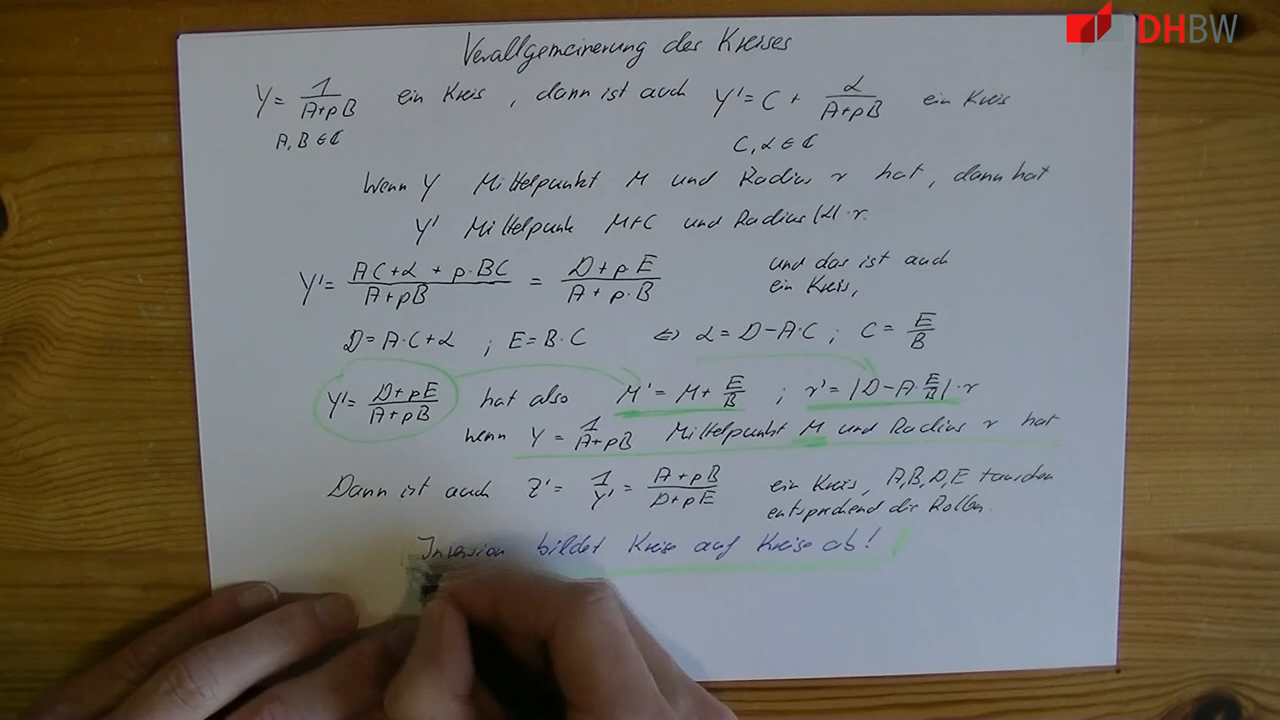 DHBW
Verallgemeinerung des Kreises
Y = 1/(A+pB) ein Kreis, dann ist auch Y' = C + α/(A+pB) ein Kreis
A, B ∈ ℂ C, α ∈ ℂ
Wenn Y Mittelpunkt M und Radius r hat, dann hat
Y' Mittelpunk M+C und Radius |α|·r.
Y' = (AC+α + p·BC)/(A+pB) = (D+p·E)/(A+p·B) und das ist auch
ein Kreis,
D = A·C+α ; E = B·C ⇔ α = D-A·C ; C = E/B
Y' = (D+pE)/(A+pB) hat also M' = M + E/B ; r' = |D-A·E/B|·r
wenn Y = 1/(A+pB) Mittelpunkt M und Radius r hat
Dann ist auch Z' = 1/Y' = (A+pB)/(D+pE) ein Kreis, A,B,D,E tauschen
entsprechend die Rollen.
Inversion bildet Kreise auf Kreise ab!